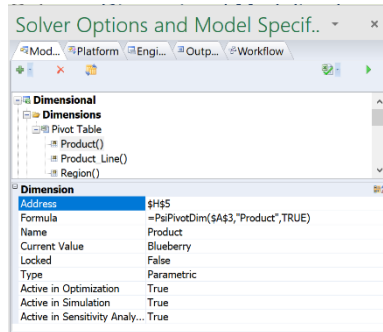 Solver Options and Model Specif..
Mod... Platform Engi... Outp... Workflow
Dimensional
Dimensions
Pivot Table
Product()
Product_Line()
Region()
Dimension
Address $H$5
Formula =PsiPivotDim($A$3,"Product",TRUE)
Name Product
Current Value Blueberry
Locked False
Type Parametric
Active in Optimization True
Active in Simulation True
Active in Sensitivity Analy... True